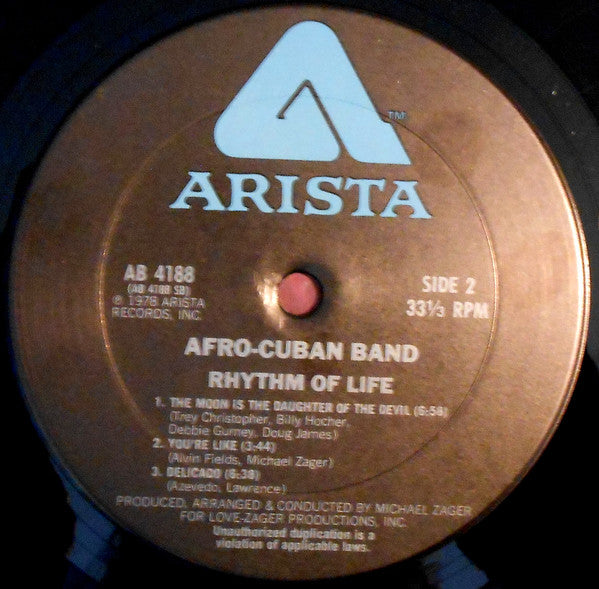 TM
ARISTA
AB 4188
(AB 4188 SB)
℗ 1978 ARISTA
RECORDS, INC.
SIDE 2
33⅓ RPM
AFRO-CUBAN BAND
RHYTHM OF LIFE
1. THE MOON IS THE DAUGHTER OF THE DEVIL (6:58)
(Trey Christopher, Billy Hocher,
Debbie Gurney, Doug James)
2. YOU'RE LIKE (3:44)
(Alvin Fields, Michael Zager)
3. DELICADO (6:38)
(Azevedo, Lawrence)
PRODUCED, ARRANGED & CONDUCTED BY MICHAEL ZAGER
FOR LOVE-ZAGER PRODUCTIONS, INC.
Unauthorized duplication is a
violation of applicable laws.